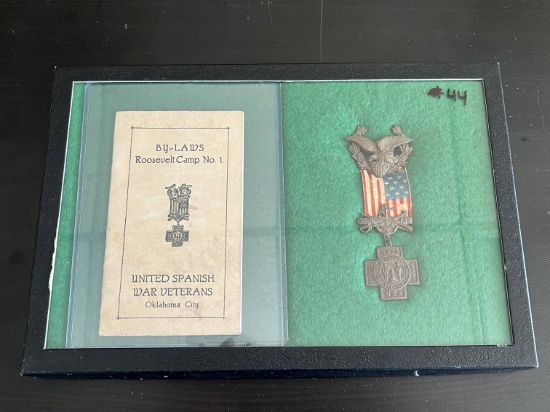 BY-LAWS
Roosevelt Camp No. 1
UNITED SPANISH
WAR VETERANS
Oklahoma City
#44